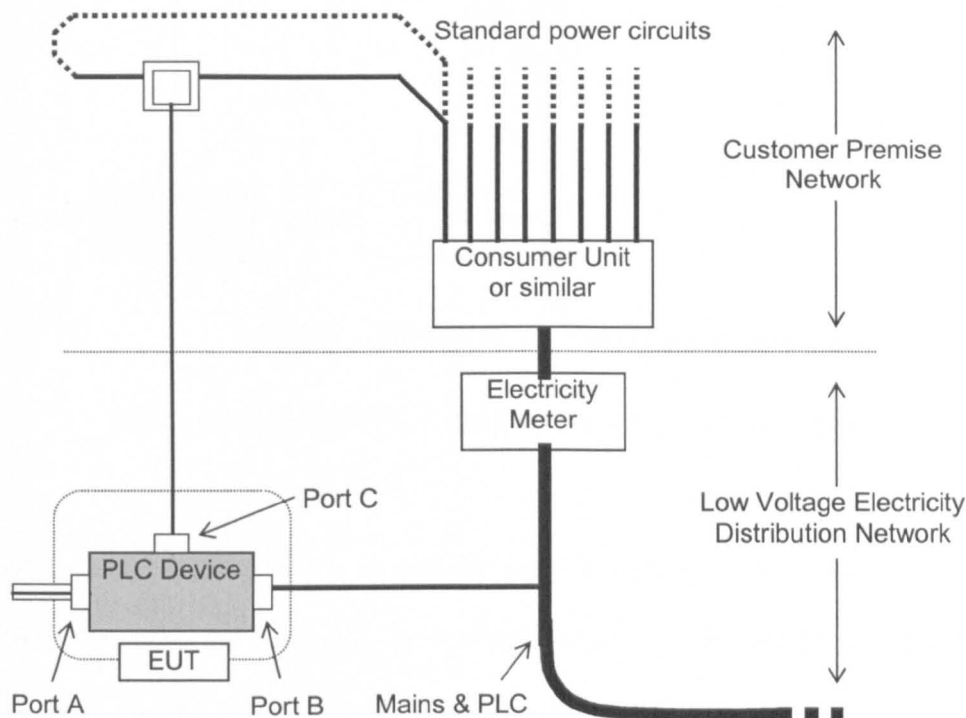 Standard power circuits
Customer Premise
Network
Consumer Unit
or similar
Electricity
Meter
Port C
Low Voltage Electricity
Distribution Network
PLC Device
EUT
Port A
Port B
Mains & PLC